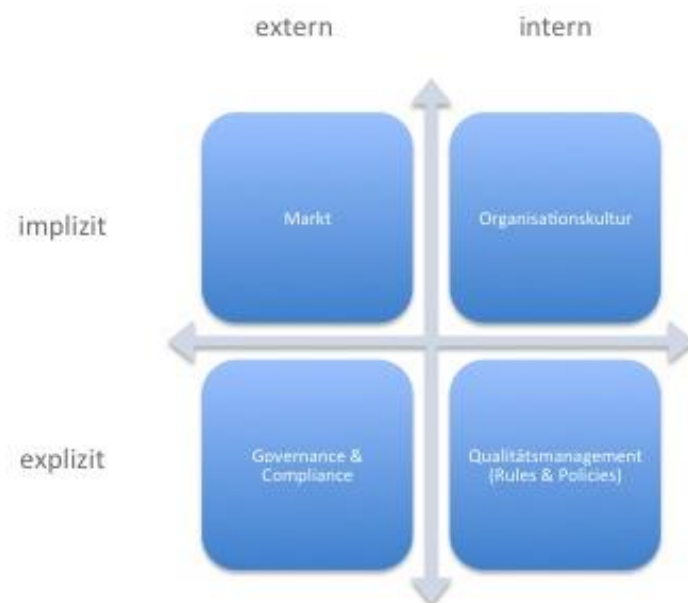 extern
intern
implizit
Markt
Organisationskultur
explizit
Governance &
Compliance
Qualitätsmanagement
(Rules & Policies)